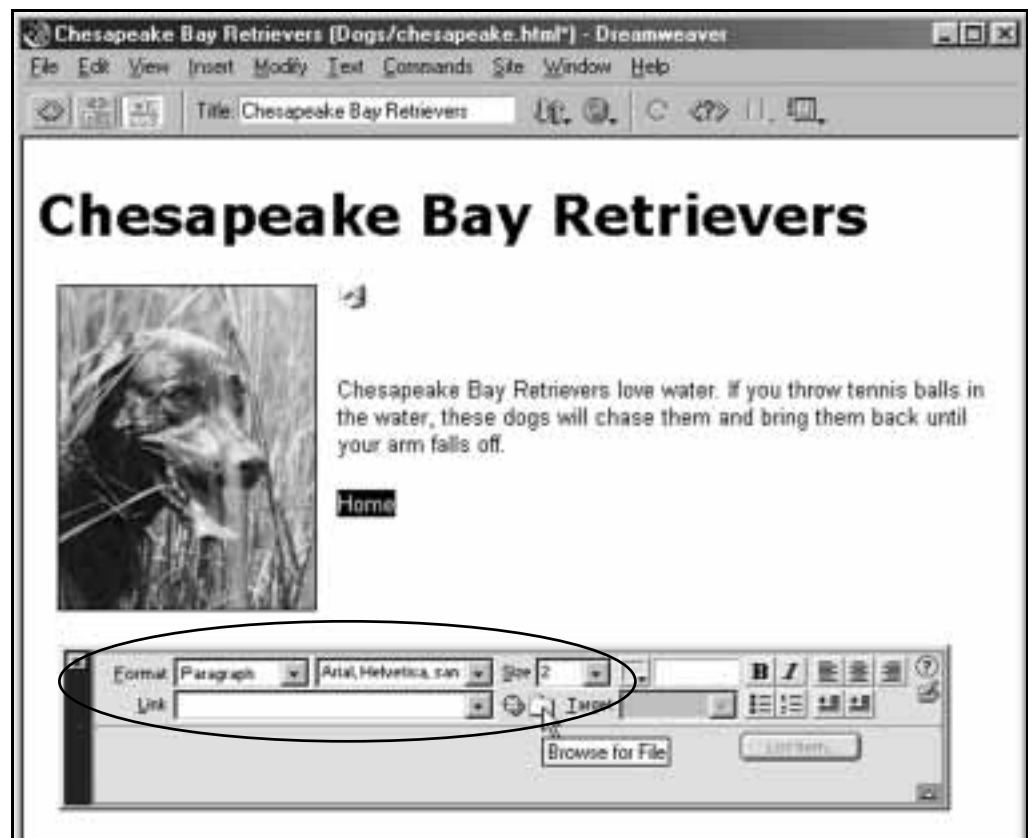 Chesapeake Bay Retrievers (Dogs/chesapeake.html*) - Dreamweaver
File Edit View Insert Modify Text Commands Site Window Help
Title: Chesapeake Bay Retrievers
Chesapeake Bay Retrievers
Chesapeake Bay Retrievers love water. If you throw tennis balls in
the water, these dogs will chase them and bring them back until
your arm falls off.
Home
Format Paragraph Arial, Helvetica, san Size 2 B I
Link Target
Browse for File
List Item...